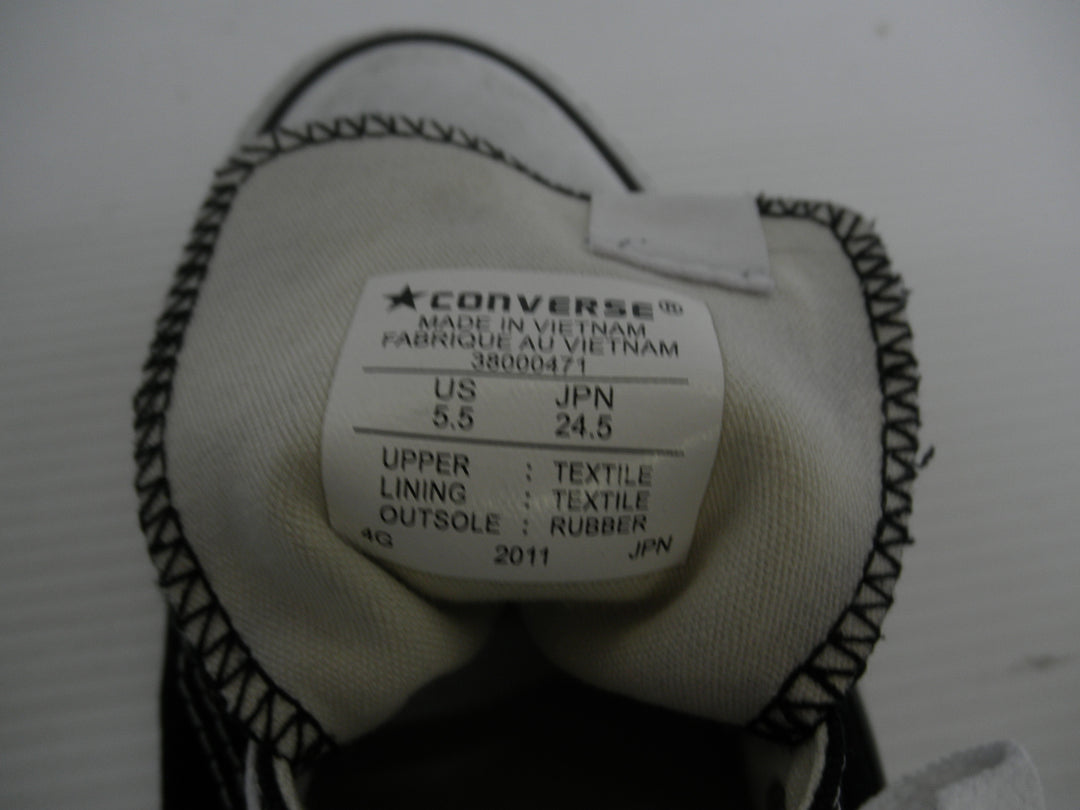 ★CONVERSE®
MADE IN VIETNAM
FABRIQUE AU VIETNAM
38000471
US JPN
5.5 24.5
UPPER : TEXTILE
LINING : TEXTILE
OUTSOLE : RUBBER
4G 2011 JPN